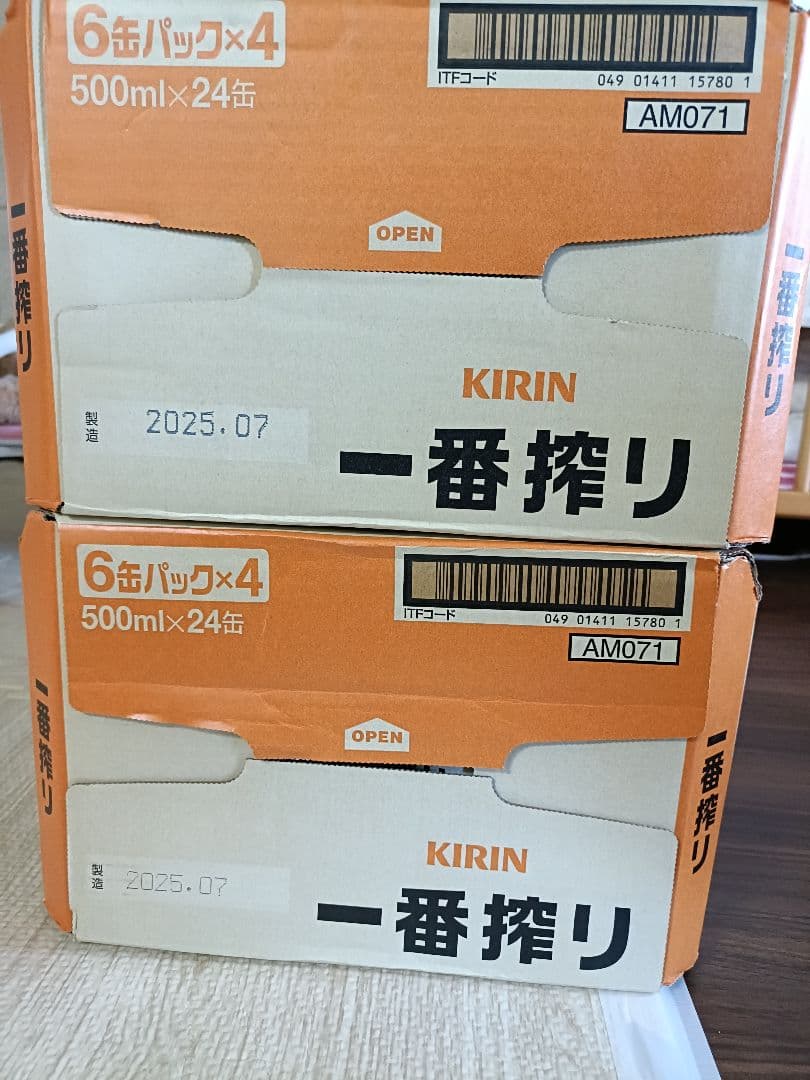 6缶パック×4
500ml×24缶
ITFコード
049 01411 15780 1
AM071
OPEN
一番搾り
一番搾り
KIRIN
製造
2025.07
一番搾り
6缶パック×4
500ml×24缶
ITFコード
049 01411 15780 1
AM071
OPEN
一番搾り
一番搾り
KIRIN
製造
2025.07
一番搾り